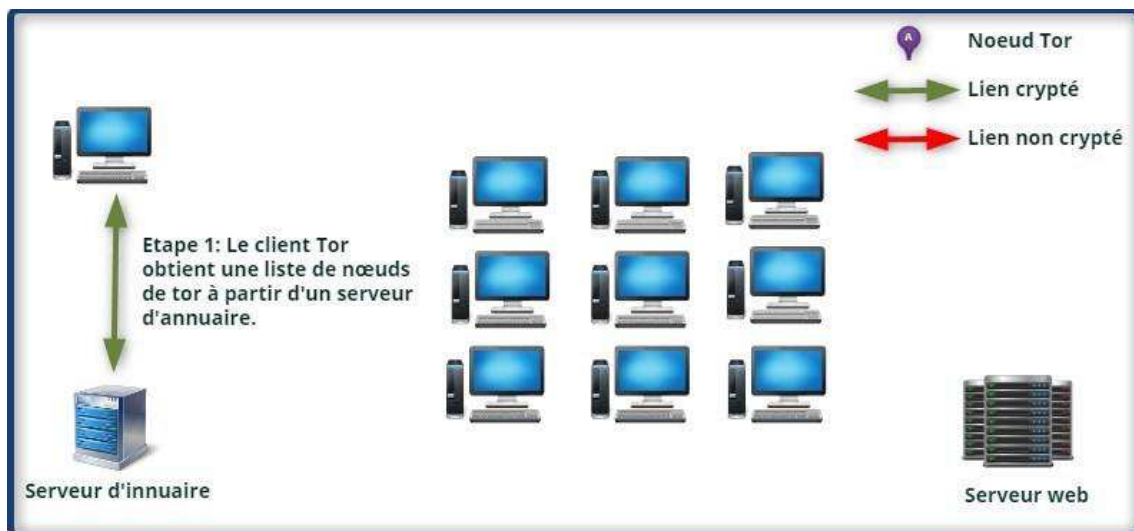 A
Noeud Tor
Lien crypté
Lien non crypté
Etape 1: Le client Tor
obtient une liste de nœuds
de tor à partir d'un serveur
d'annuaire.
Serveur d'innuaire
Serveur web